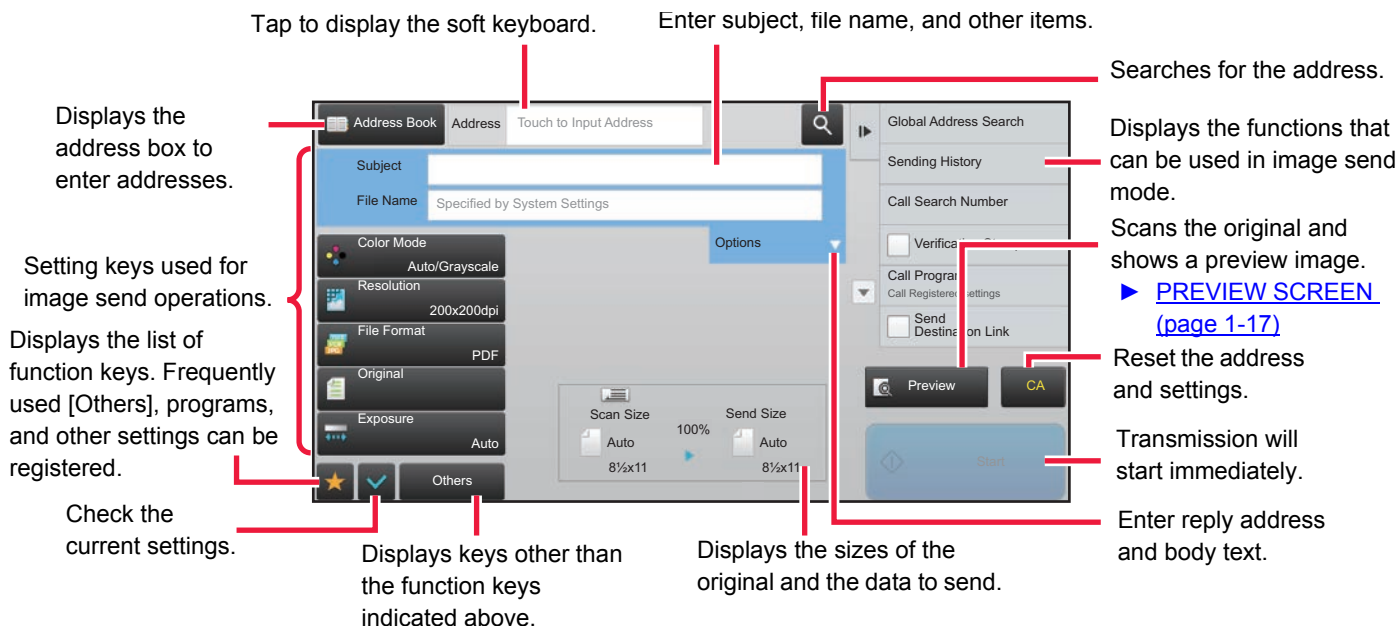 Tap to display the soft keyboard.
Enter subject, file name, and other items.
Searches for the address.
Displays the
address box to
enter addresses.
Address Book
Address
Touch to Input Address
Global Address Search
Displays the functions that
can be used in image send
mode.
Subject
Sending History
File Name
Specified by System Settings
Call Search Number
Options
Verification
Scans the original and
shows a preview image.
► PREVIEW SCREEN
(page 1-17)
Setting keys used for
image send operations.
Color Mode
Auto/Grayscale
Resolution
200x200dpi
File Format
PDF
Original
Exposure
Auto
Call Program
Call Registered settings
Send
Destination Link
Displays the list of
function keys. Frequently
used [Others], programs,
and other settings can be
registered.
Preview
CA
Reset the address
and settings.
Scan Size
Auto
8½x11
100%
Send Size
Auto
8½x11
Start
Transmission will
start immediately.
Others
Check the
current settings.
Displays keys other than
the function keys
indicated above.
Displays the sizes of the
original and the data to send.
Enter reply address
and body text.